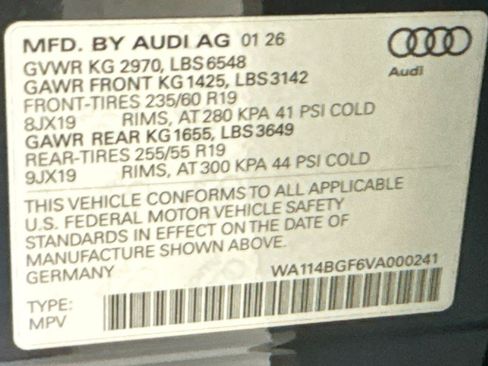 MFD. BY AUDI AG 01 26
GVWR KG 2970, LBS 6548
GAWR FRONT KG 1425, LBS 3142
FRONT-TIRES 235/60 R19
8JX19 RIMS, AT 280 KPA 41 PSI COLD
GAWR REAR KG 1655, LBS 3649
REAR-TIRES 255/55 R19
9JX19 RIMS, AT 300 KPA 44 PSI COLD
THIS VEHICLE CONFORMS TO ALL APPLICABLE
U.S. FEDERAL MOTOR VEHICLE SAFETY
STANDARDS IN EFFECT ON THE DATE OF
MANUFACTURE SHOWN ABOVE.
GERMANY
WA114BGF6VA000241
TYPE:
MPV
Audi